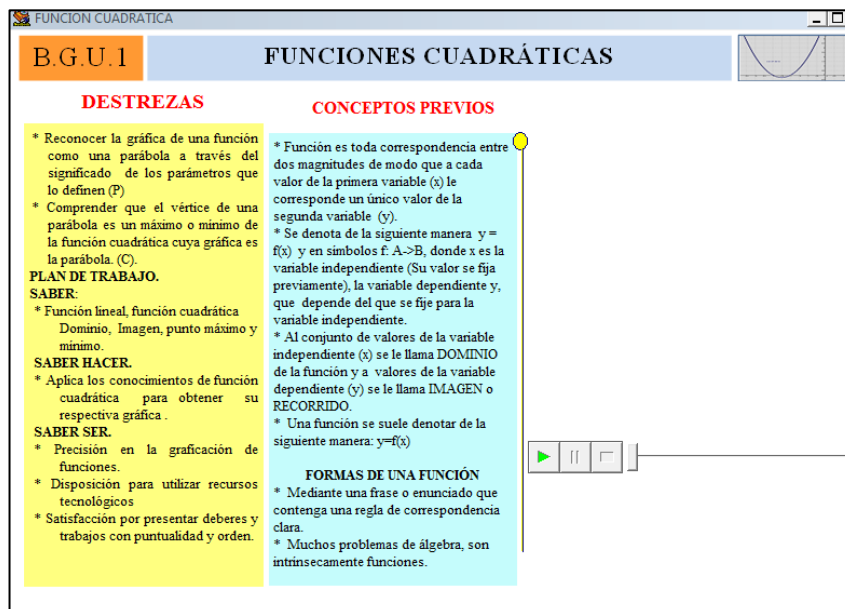 FUNCION CUADRATICA
B.G.U.1
FUNCIONES CUADRÁTICAS
DESTREZAS
* Reconocer la gráfica de una función
como una parábola a través del
significado de los parámetros que
lo definen (P)
* Comprender que el vértice de una
parábola es un máximo o mínimo de
la función cuadrática cuya gráfica es
la parábola. (C).
PLAN DE TRABAJO.
SABER:
* Función lineal, función cuadrática
Dominio, Imagen, punto máximo y
mínimo.
SABER HACER.
* Aplica los conocimientos de función
cuadrática para obtener su
respectiva gráfica .
SABER SER.
* Precisión en la graficación de
funciones.
* Disposición para utilizar recursos
tecnológicos
* Satisfacción por presentar deberes y
trabajos con puntualidad y orden.
CONCEPTOS PREVIOS
* Función es toda correspondencia entre
dos magnitudes de modo que a cada
valor de la primera variable (x) le
corresponde un único valor de la
segunda variable (y).
* Se denota de la siguiente manera y =
f(x) y en símbolos f: A->B, donde x es la
variable independiente (Su valor se fija
previamente), la variable dependiente y,
que depende del que se fije para la
variable independiente.
* Al conjunto de valores de la variable
independiente (x) se le llama DOMINIO
de la función y a valores de la variable
dependiente (y) se le llama IMAGEN o
RECORRIDO.
* Una función se suele denotar de la
siguiente manera: y=f(x)
FORMAS DE UNA FUNCIÓN
* Mediante una frase o enunciado que
contenga una regla de correspondencia
clara.
* Muchos problemas de álgebra, son
intrínsecamente funciones.